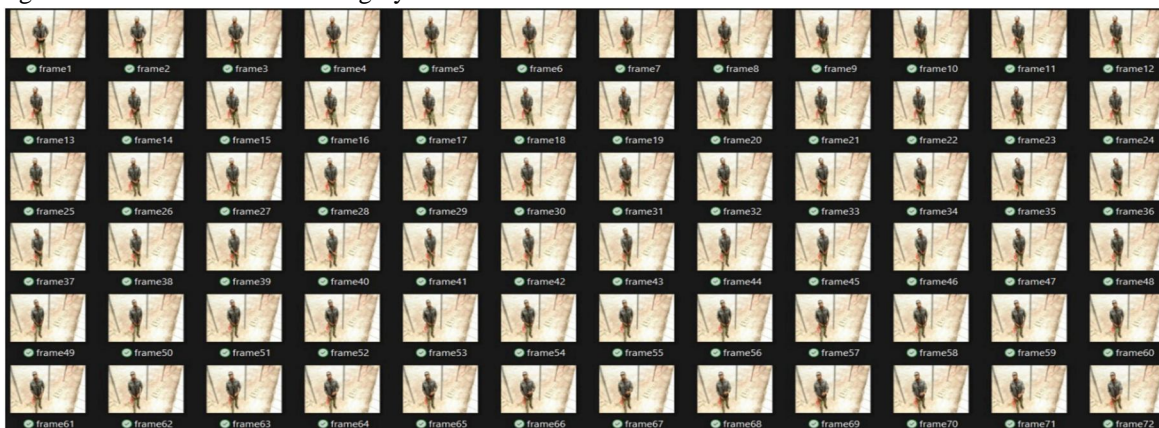 frame1 frame2 frame3 frame4 frame5 frame6 frame7 frame8 frame9 frame10 frame11 frame12
frame13 frame14 frame15 frame16 frame17 frame18 frame19 frame20 frame21 frame22 frame23 frame24
frame25 frame26 frame27 frame28 frame29 frame30 frame31 frame32 frame33 frame34 frame35 frame36
frame37 frame38 frame39 frame40 frame41 frame42 frame43 frame44 frame45 frame46 frame47 frame48
frame49 frame50 frame51 frame52 frame53 frame54 frame55 frame56 frame57 frame58 frame59 frame60
frame61 frame62 frame63 frame64 frame65 frame66 frame67 frame68 frame69 frame70 frame71 frame72